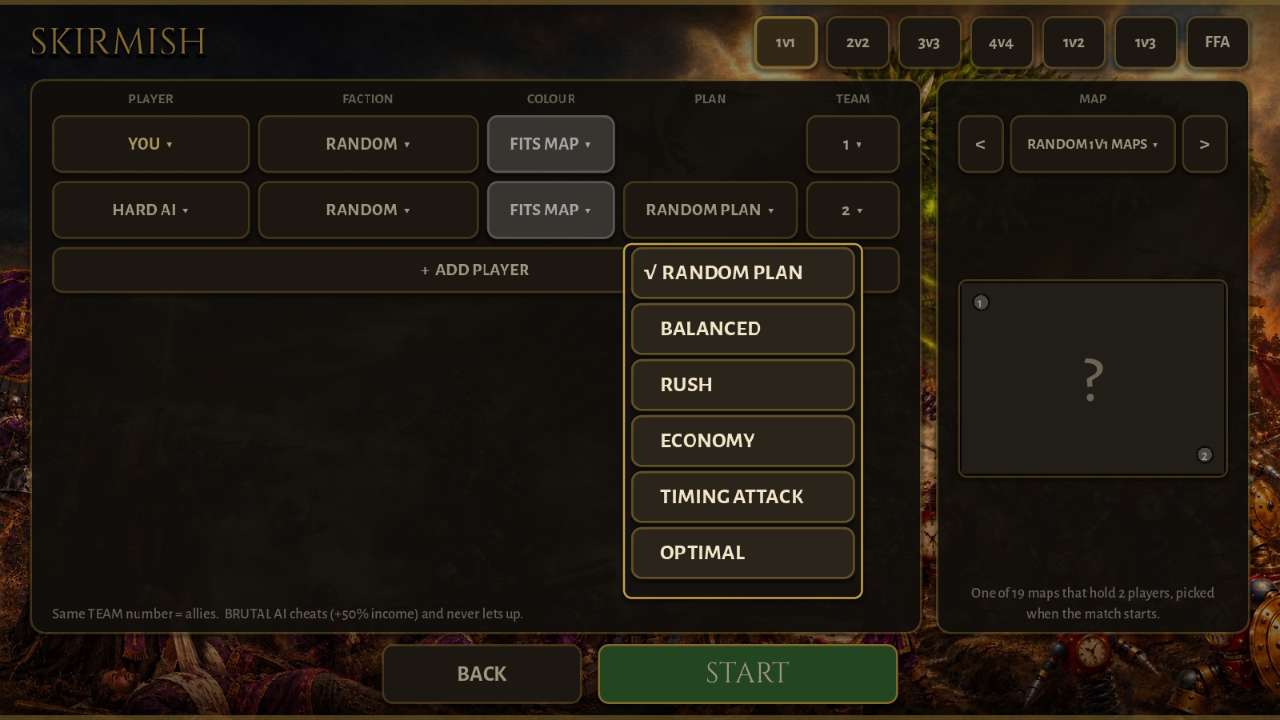 SKIRMISH
1v1
2v2
3v3
4v4
1v2
1v3
FFA
PLAYER
FACTION
COLOUR
PLAN
TEAM
YOU ▾
RANDOM ▾
FITS MAP ▾
1 ▾
HARD AI ▾
RANDOM ▾
FITS MAP ▾
RANDOM PLAN ▾
2 ▾
+ ADD PLAYER
√ RANDOM PLAN
BALANCED
RUSH
ECONOMY
TIMING ATTACK
OPTIMAL
Same TEAM number = allies. BRUTAL AI cheats (+50% income) and never lets up.
MAP
<
RANDOM 1V1 MAPS ▾
>
1
?
2
One of 19 maps that hold 2 players, picked
when the match starts.
BACK
START